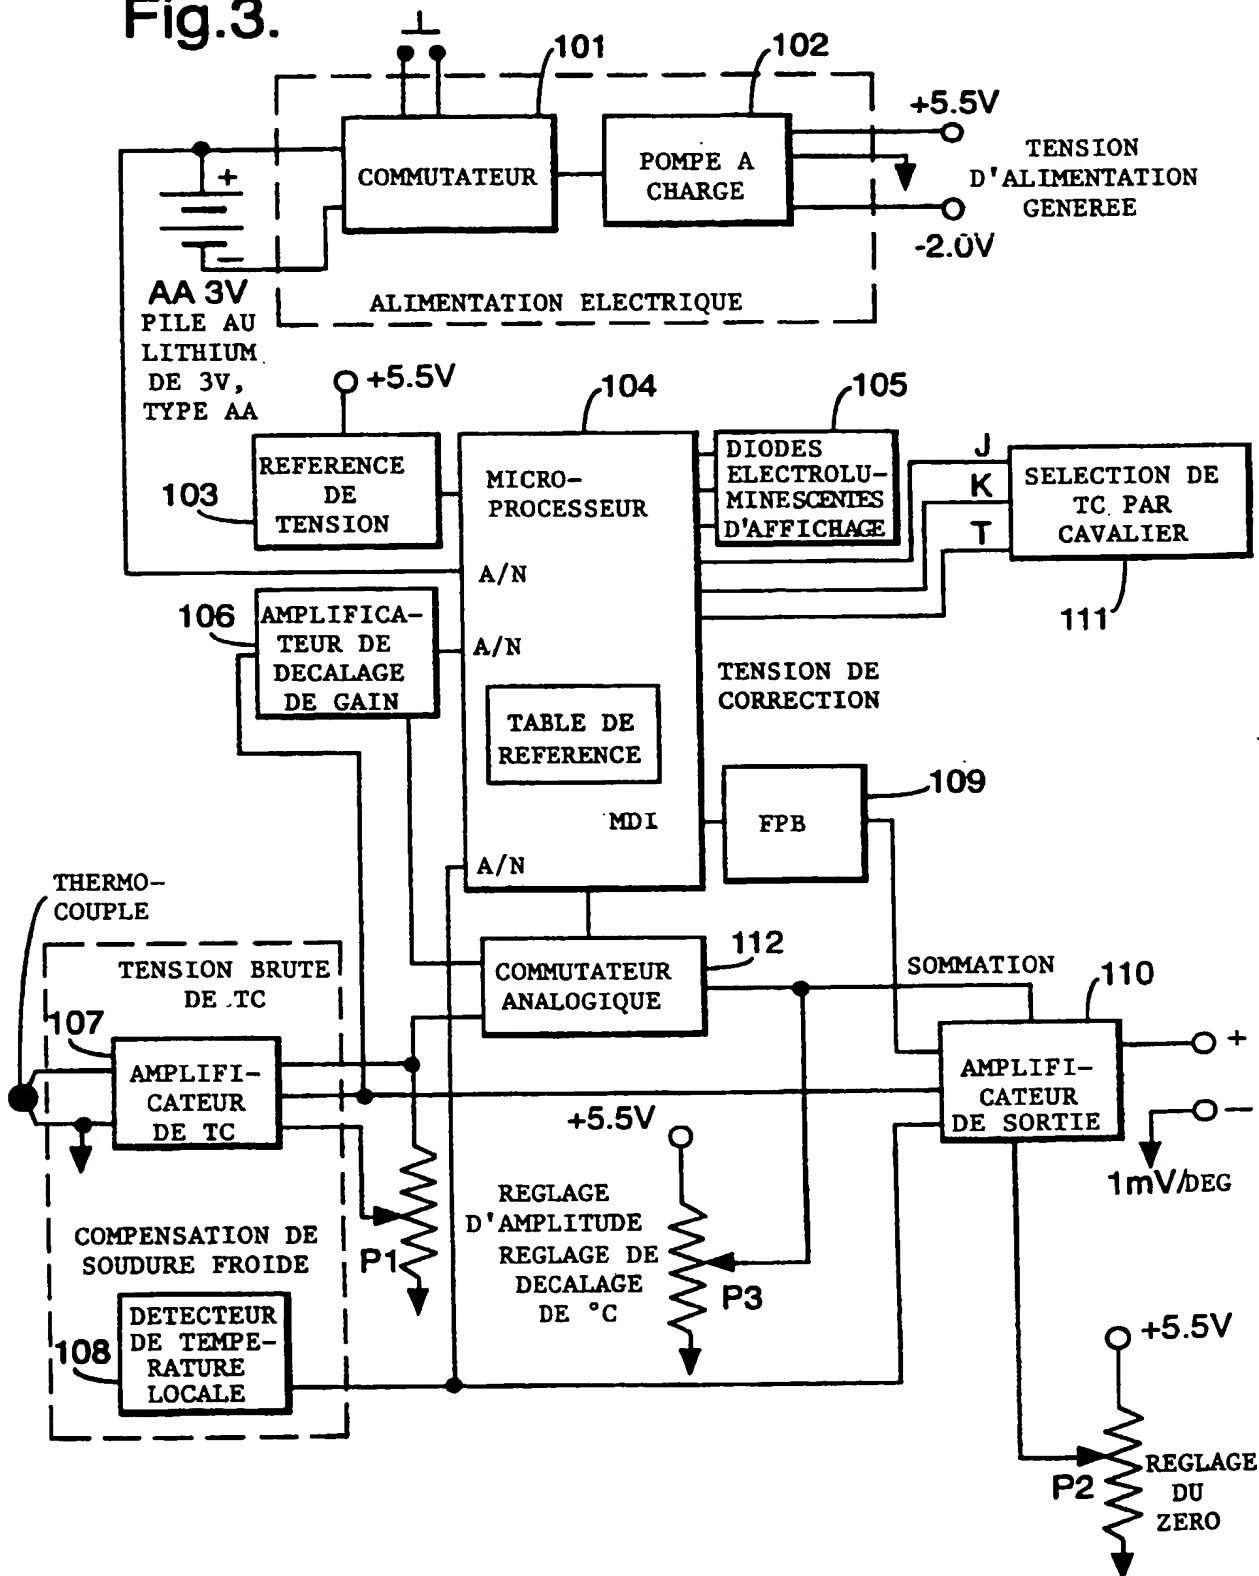 Fig.3.
101
102
COMMUTATEUR
POMPE A
CHARGE
+5.5V
-2.0V
TENSION
D'ALIMENTATION
GENEREE
+
−
ALIMENTATION ELECTRIQUE
AA 3V
PILE AU
LITHIUM
DE 3V,
TYPE AA
+5.5V
103
REFERENCE
DE
TENSION
104
MICRO-
PROCESSEUR
A/N
A/N
TABLE DE
REFERENCE
MDI
A/N
105
DIODES
ELECTROLU-
MINESCENTES
D'AFFICHAGE
J
K
T
SELECTION DE
TC PAR
CAVALIER
111
106
AMPLIFICA-
TEUR DE
DECALAGE
DE GAIN
TENSION DE
CORRECTION
109
FPB
THERMO-
COUPLE
TENSION BRUTE
DE TC
107
AMPLIFI-
CATEUR
DE TC
112
COMMUTATEUR
ANALOGIQUE
SOMMATION
110
AMPLIFI-
CATEUR
DE SORTIE
+
−
1mV/DEG
COMPENSATION DE
SOUDURE FROIDE
108
DETECTEUR
DE TEMPE-
RATURE
LOCALE
P1
REGLAGE
D'AMPLITUDE
+5.5V
REGLAGE DE
DECALAGE
DE °C
P3
+5.5V
P2
REGLAGE
DU
ZERO